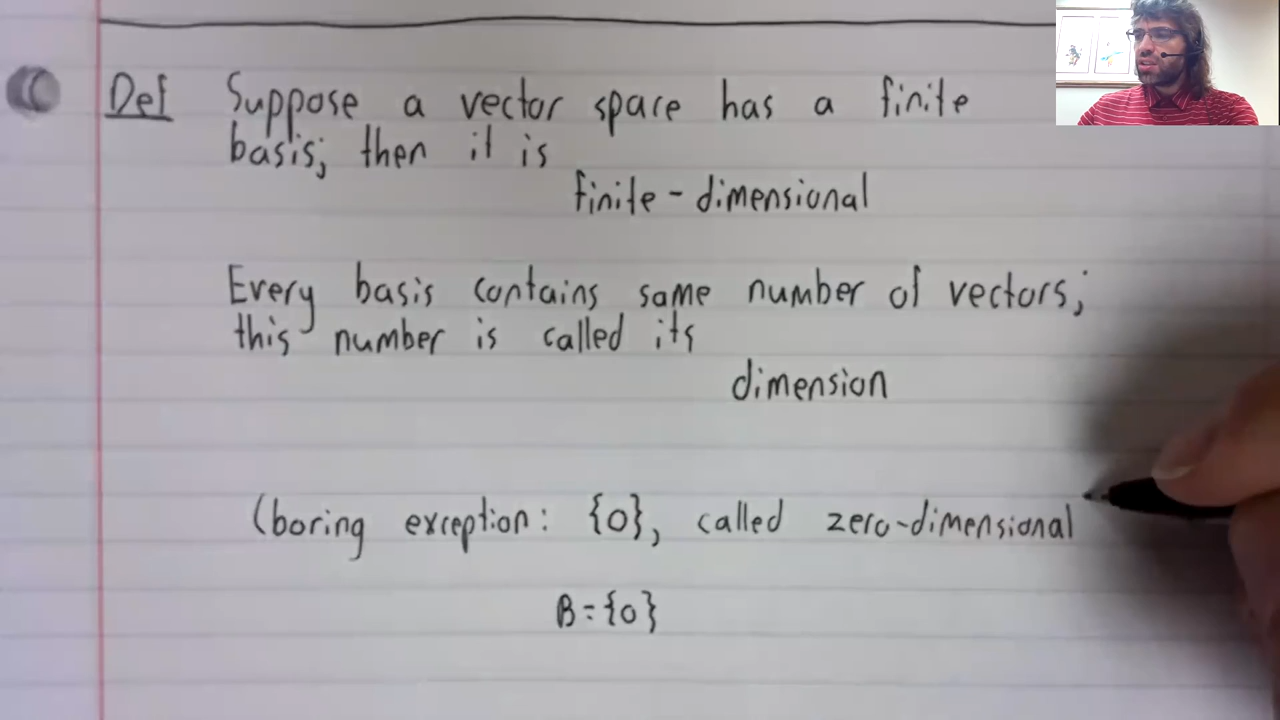 Def Suppose a vector space has a finite
basis; then it is
finite-dimensional
Every basis contains same number of vectors;
this number is called its
dimension
(boring exception: {0}, called zero-dimensional
B={0}